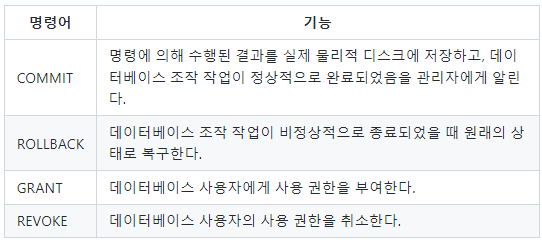 명령어 기능
COMMIT 명령에 의해 수행된 결과를 실제 물리적 디스크에 저장하고, 데이
터베이스 조작 작업이 정상적으로 완료되었음을 관리자에게 알린
다.
ROLLBACK 데이터베이스 조작 작업이 비정상적으로 종료되었을 때 원래의 상
태로 복구한다.
GRANT 데이터베이스 사용자에게 사용 권한을 부여한다.
REVOKE 데이터베이스 사용자의 사용 권한을 취소한다.